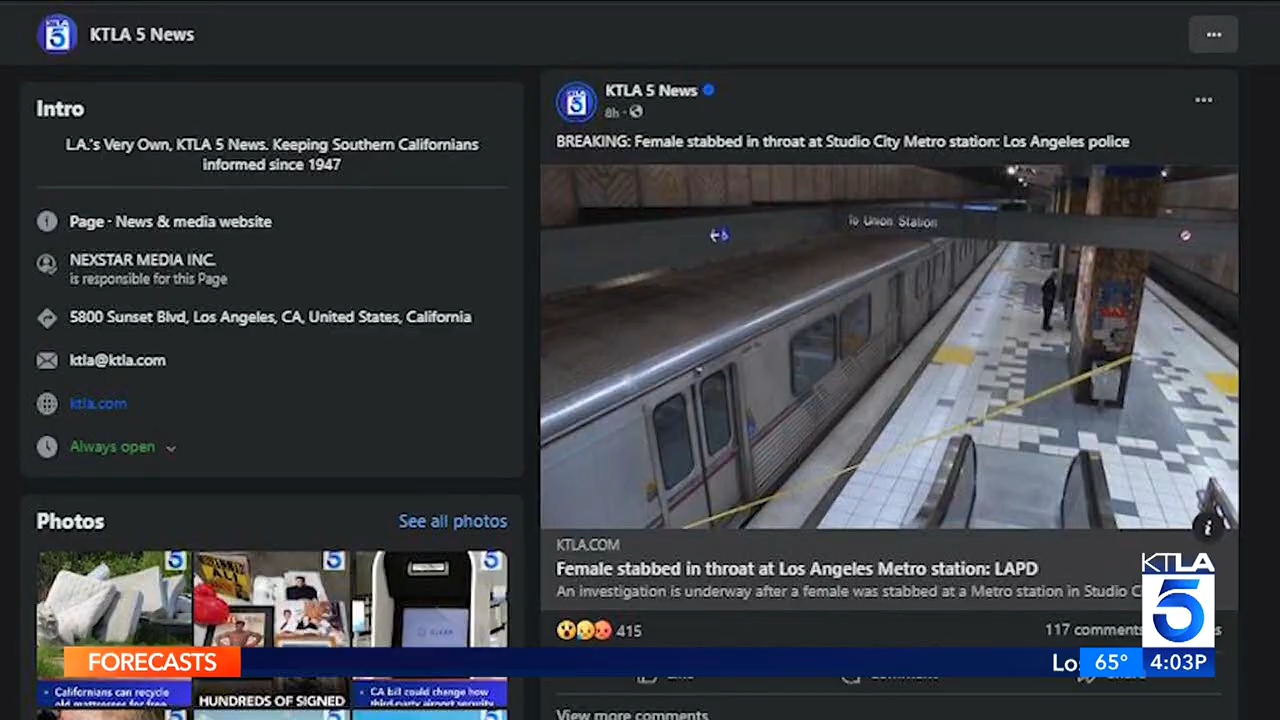 KTLA 5 News
Intro
L.A.'s Very Own, KTLA 5 News. Keeping Southern Californians
informed since 1947
Page · News & media website
NEXSTAR MEDIA INC.
is responsible for this Page
5800 Sunset Blvd, Los Angeles, CA, United States, California
ktla@ktla.com
ktla.com
Always open
Photos
See all photos
Californians can recycle
old mattresses for free
HUNDREDS OF SIGNED
CA bill could change how
third-party airport security
KTLA 5 News
8h
BREAKING: Female stabbed in throat at Studio City Metro station: Los Angeles police
To Union Station
KTLA.COM
Female stabbed in throat at Los Angeles Metro station: LAPD
An investigation is underway after a female was stabbed at a Metro station in Studio C
415
117 comments
View more comments
KTLA
5
FORECASTS
Lo
65°
4:03P